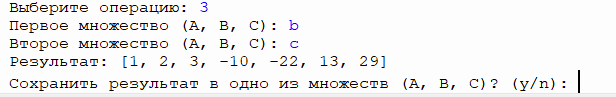 Выберите операцию: 3
Первое множество (A, B, C): b
Второе множество (A, B, C): c
Результат: [1, 2, 3, -10, -22, 13, 29]
Сохранить результат в одно из множеств (A, B, C)? (y/n):